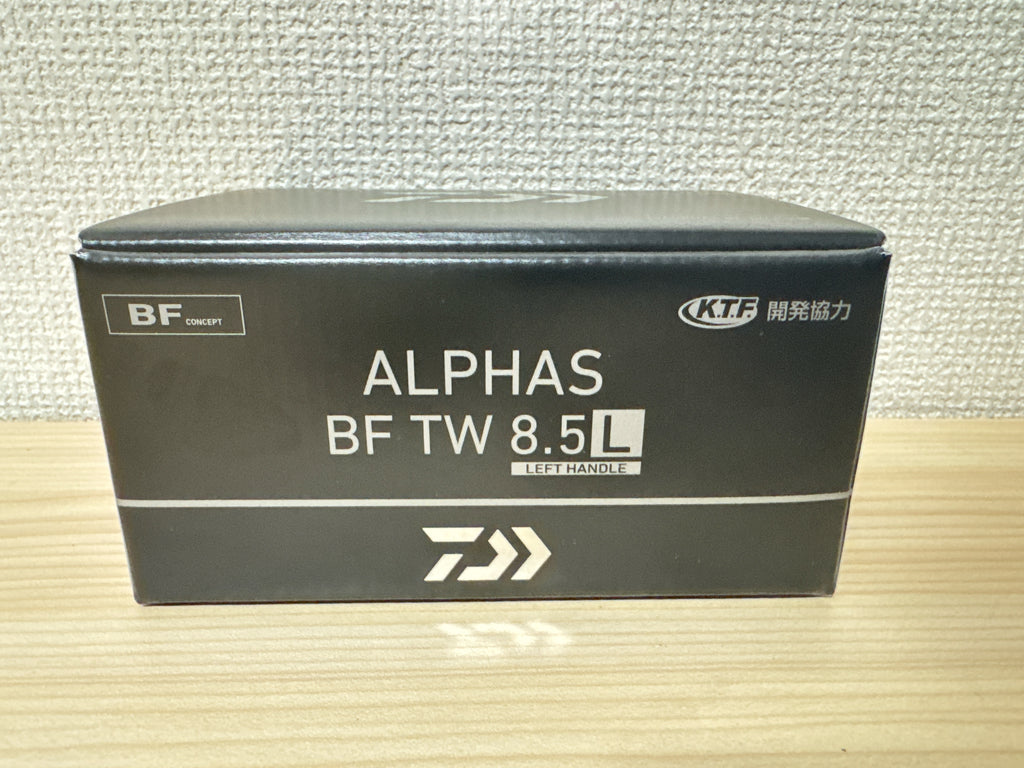 BF CONCEPT
K.T.F. 開発協力
ALPHAS
BF TW 8.5L
LEFT HANDLE